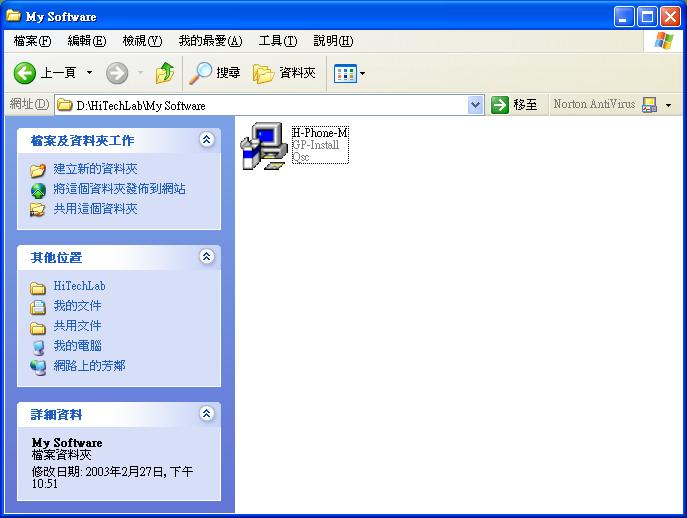 My Software
檔案(F) 編輯(E) 檢視(V) 我的最愛(A) 工具(T) 說明(H)
上一頁 搜尋 資料夾
網址(D) D:\HiTechLab\My Software 移至 Norton AntiVirus
檔案及資料夾工作
建立新的資料夾
將這個資料夾發佈到網站
共用這個資料夾
其他位置
HiTechLab
我的文件
共用文件
我的電腦
網路上的芳鄰
詳細資料
My Software
檔案資料夾
修改日期: 2003年2月27日, 下午
10:51
H-Phone-M
GP-Install
Qsc